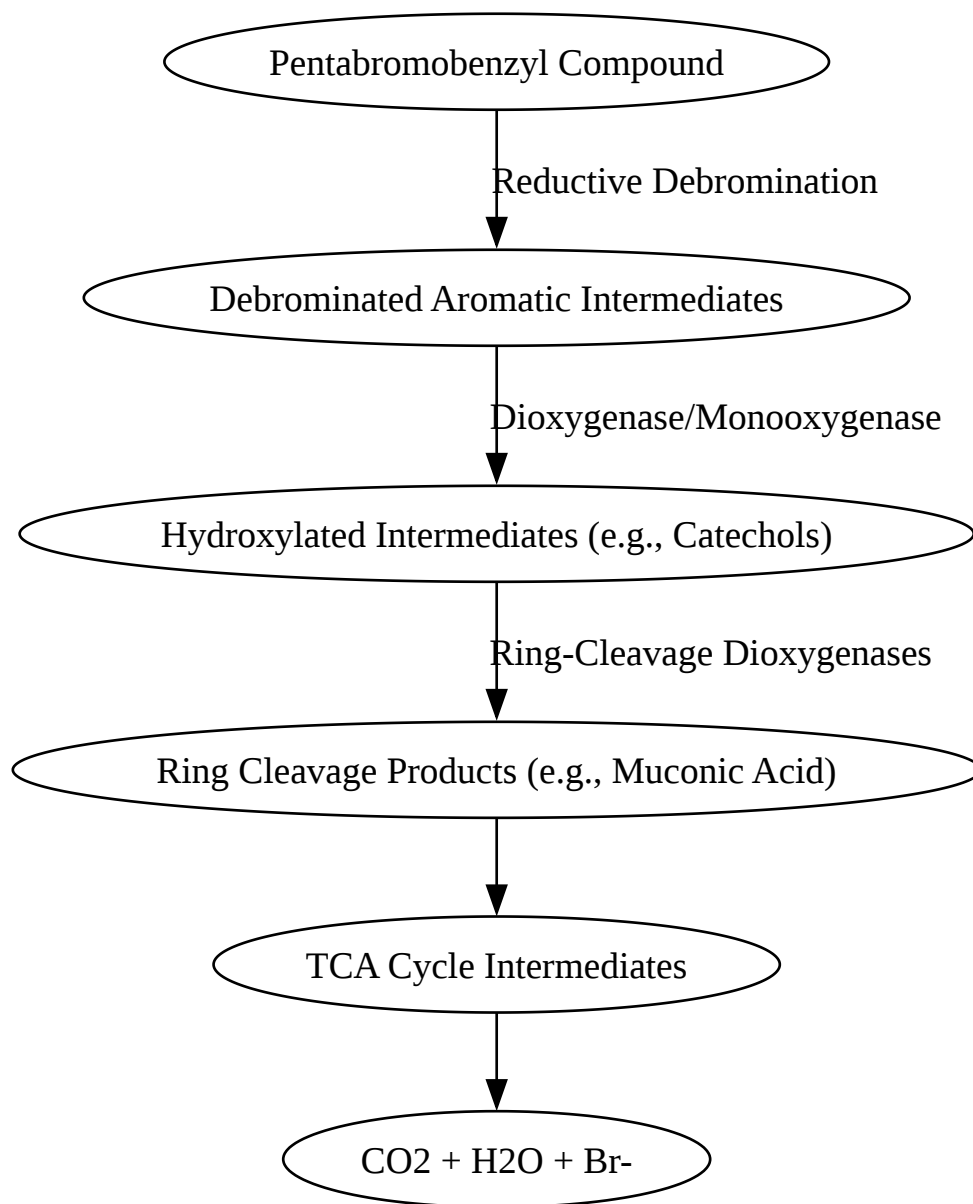 Pentabromobenzyl Compound
Reductive Debromination
Debrominated Aromatic Intermediates
Dioxygenase/Monooxygenase
Hydroxylated Intermediates (e.g., Catechols)
Ring-Cleavage Dioxygenases
Ring Cleavage Products (e.g., Muconic Acid)
TCA Cycle Intermediates
CO2 + H2O + Br-